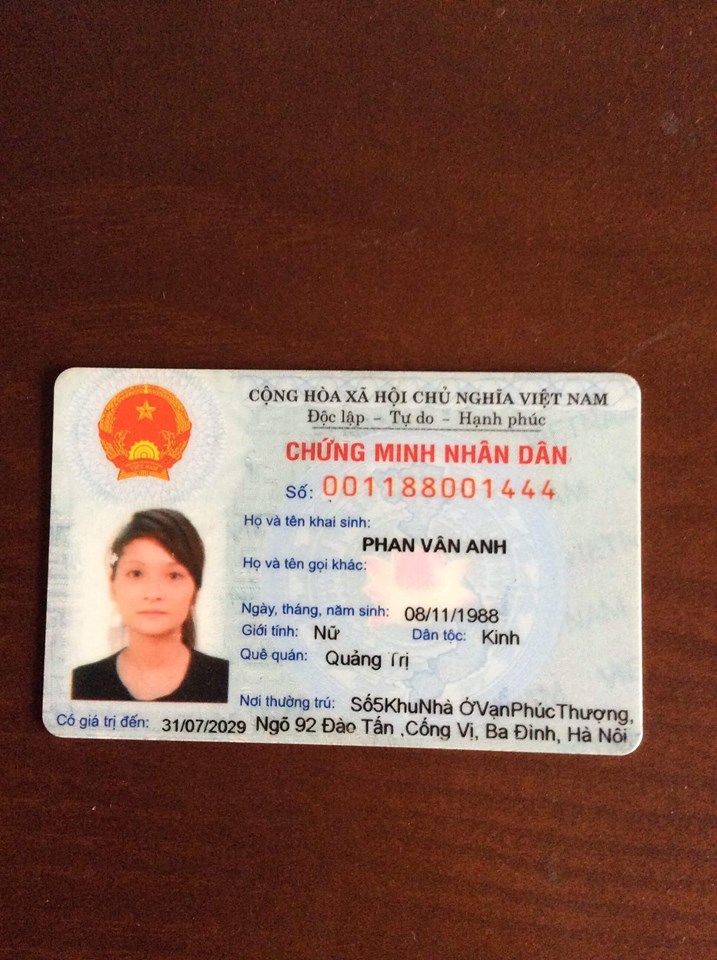 CỘNG HÒA XÃ HỘI CHỦ NGHĨA VIỆT NAM
Độc lập - Tự do - Hạnh phúc
CHỨNG MINH NHÂN DÂN
Số: 001188001444
Họ và tên khai sinh:
PHAN VÂN ANH
Họ và tên gọi khác:
Ngày, tháng, năm sinh: 08/11/1988
Giới tính: Nữ Dân tộc: Kinh
Quê quán: Quảng Trị
Nơi thường trú: Số5KhuNhà ỞVạnPhúcThượng,
Ngõ 92 Đào Tấn ,Cống Vị, Ba Đình, Hà Nội
Có giá trị đến: 31/07/2029